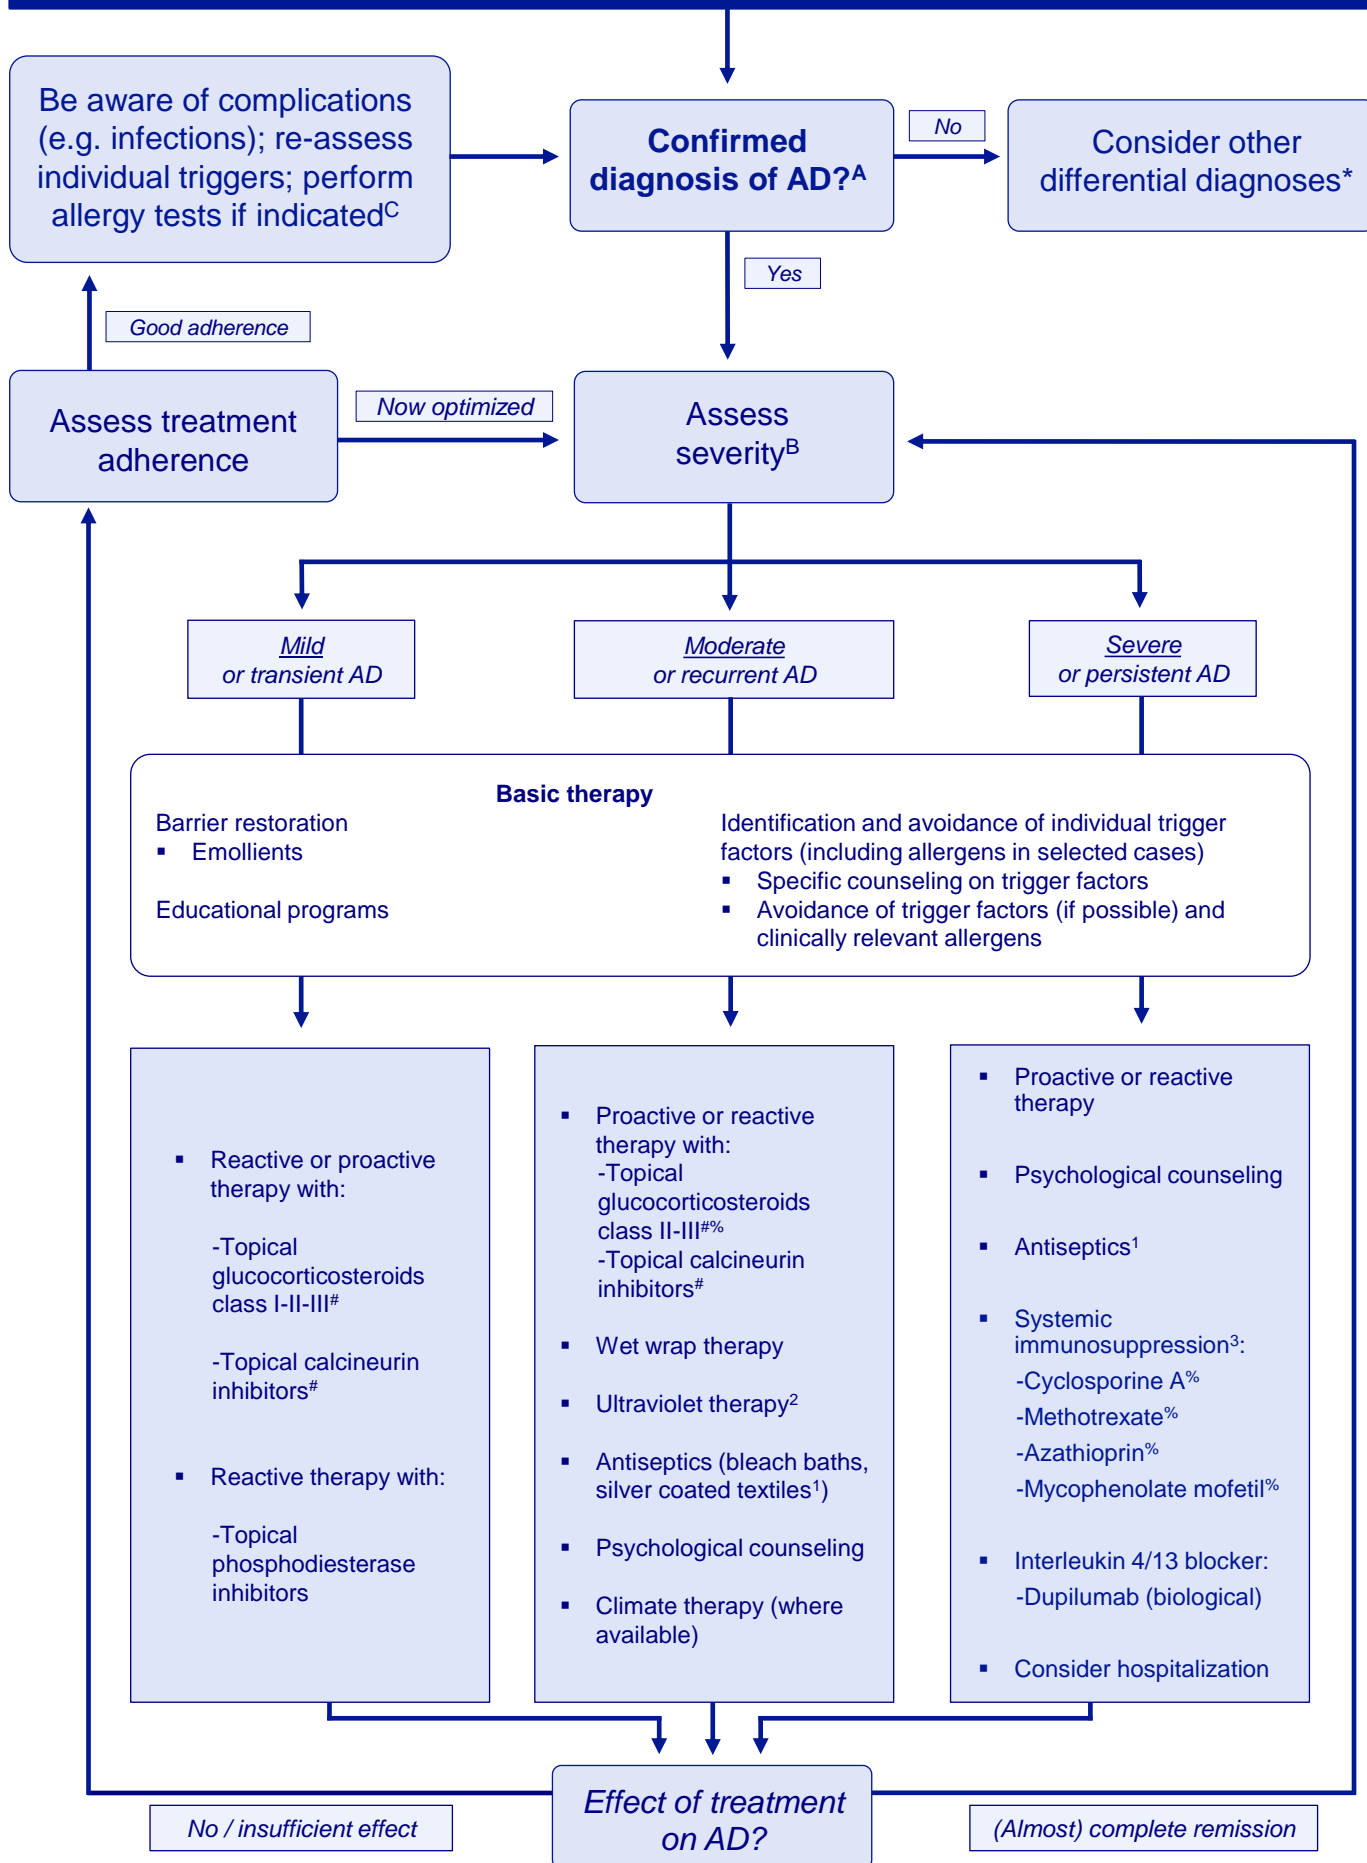 Be aware of complications
(e.g. infections); re-assess
individual triggers; perform
allergy tests if indicatedC
Confirmed
diagnosis of AD?A
No
Consider other
differential diagnoses*
Yes
Good adherence
Assess treatment
adherence
Now optimized
Assess
severityB
Mild
or transient AD
Moderate
or recurrent AD
Severe
or persistent AD
Basic therapy
Barrier restoration
▪ Emollients
Educational programs
Identification and avoidance of individual trigger
factors (including allergens in selected cases)
▪ Specific counseling on trigger factors
▪ Avoidance of trigger factors (if possible) and
clinically relevant allergens
▪ Reactive or proactive
therapy with:
-Topical
glucocorticosteroids
class I-II-III#
-Topical calcineurin
inhibitors#
▪ Reactive therapy with:
-Topical
phosphodiesterase
inhibitors
▪ Proactive or reactive
therapy with:
-Topical
glucocorticosteroids
class II-III#%
-Topical calcineurin
inhibitors#
▪ Wet wrap therapy
▪ Ultraviolet therapy2
▪ Antiseptics (bleach baths,
silver coated textiles1)
▪ Psychological counseling
▪ Climate therapy (where
available)
▪ Proactive or reactive
therapy
▪ Psychological counseling
▪ Antiseptics1
▪ Systemic
immunosuppression3:
-Cyclosporine A%
-Methotrexate%
-Azathioprin%
-Mycophenolate mofetil%
▪ Interleukin 4/13 blocker:
-Dupilumab (biological)
▪ Consider hospitalization
Effect of treatment
on AD?
No / insufficient effect
(Almost) complete remission